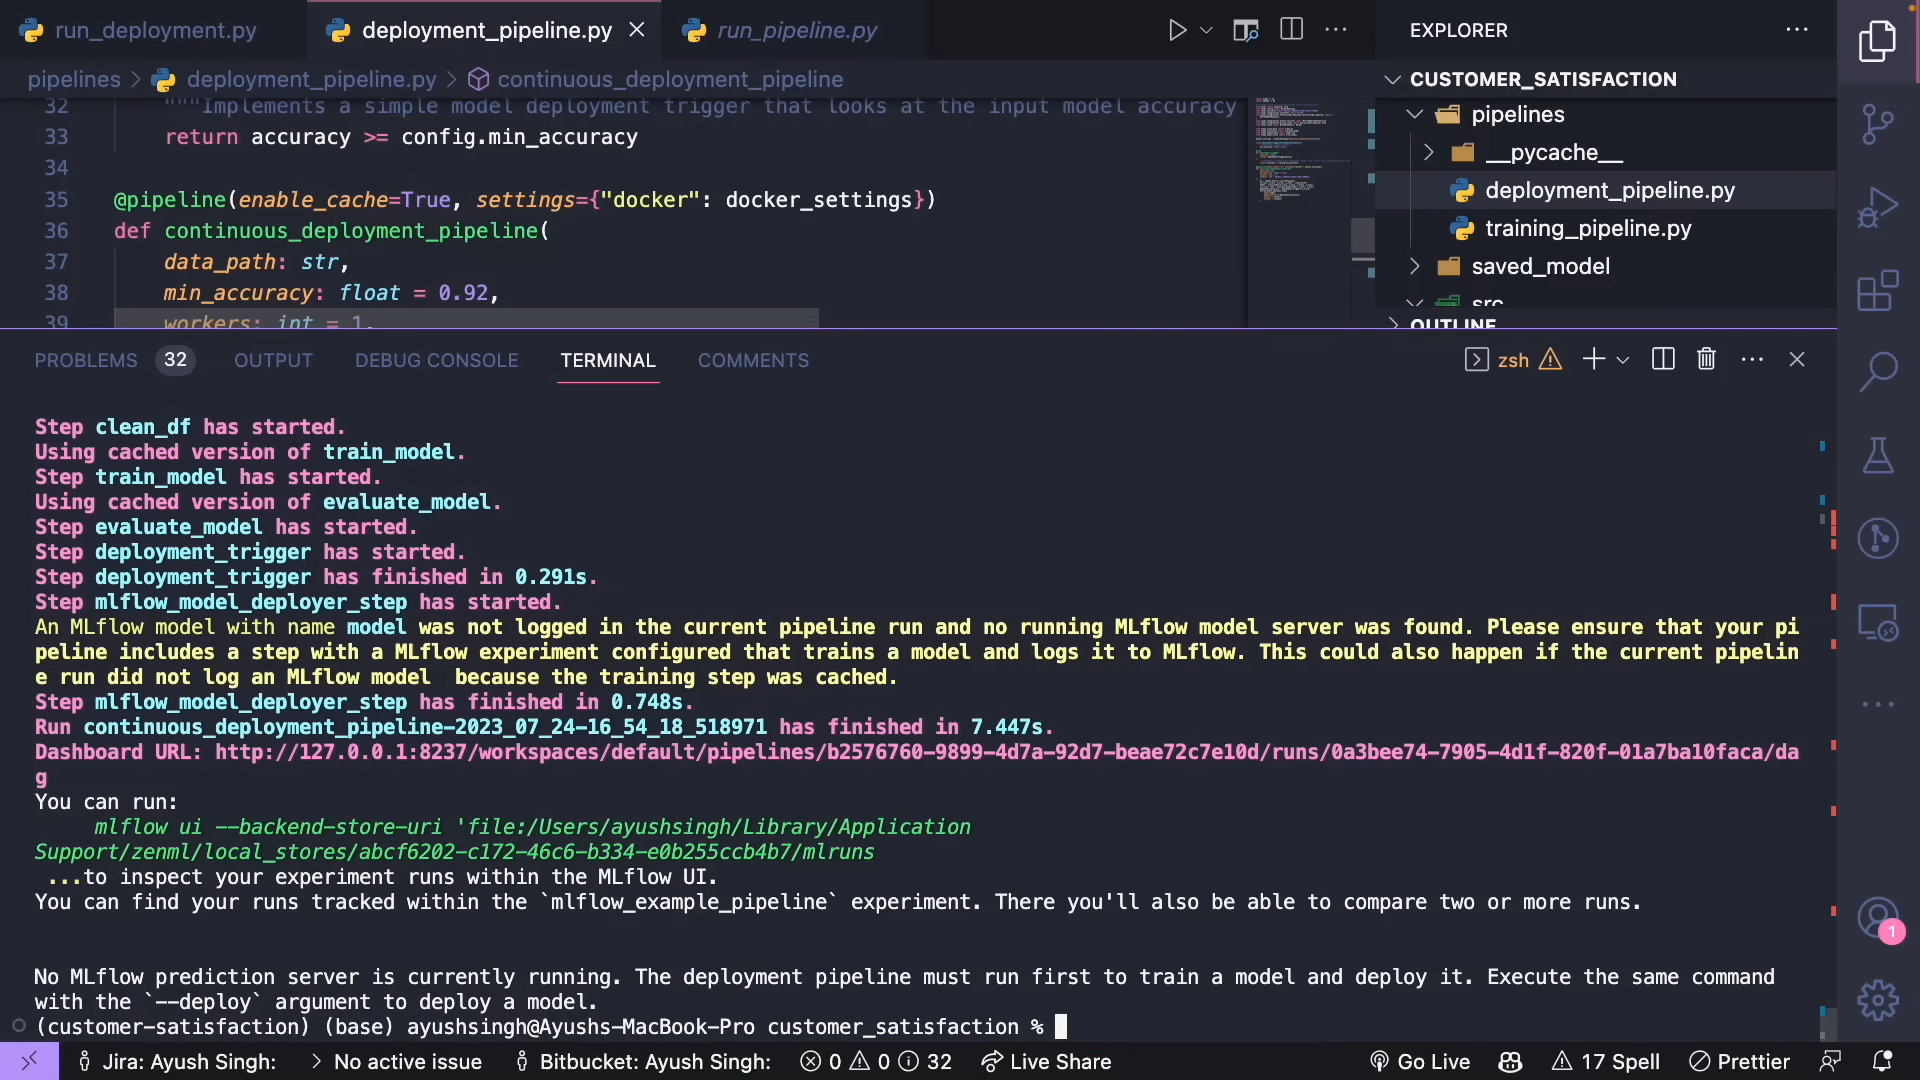 run_deployment.py
deployment_pipeline.py
run_pipeline.py
EXPLORER
pipelines > deployment_pipeline.py > continuous_deployment_pipeline
CUSTOMER_SATISFACTION
pipelines
__pycache__
deployment_pipeline.py
training_pipeline.py
saved_model
src
OUTLINE
32 """Implements a simple model deployment trigger that looks at the input model accuracy
33 return accuracy >= config.min_accuracy
34
35 @pipeline(enable_cache=True, settings={"docker": docker_settings})
36 def continuous_deployment_pipeline(
37 data_path: str,
38 min_accuracy: float = 0.92,
39 workers: int = 1,
PROBLEMS 32 OUTPUT DEBUG CONSOLE TERMINAL COMMENTS
zsh
Step clean_df has started.
Using cached version of train_model.
Step train_model has started.
Using cached version of evaluate_model.
Step evaluate_model has started.
Step deployment_trigger has started.
Step deployment_trigger has finished in 0.291s.
Step mlflow_model_deployer_step has started.
An MLflow model with name model was not logged in the current pipeline run and no running MLflow model server was found. Please ensure that your pi
peline includes a step with a MLflow experiment configured that trains a model and logs it to MLflow. This could also happen if the current pipelin
e run did not log an MLflow model  because the training step was cached.
Step mlflow_model_deployer_step has finished in 0.748s.
Run continuous_deployment_pipeline-2023_07_24-16_54_18_518971 has finished in 7.447s.
Dashboard URL: http://127.0.0.1:8237/workspaces/default/pipelines/b2576760-9899-4d7a-92d7-beae72c7e10d/runs/0a3bee74-7905-4d1f-820f-01a7ba10faca/da
g
You can run:
mlflow ui --backend-store-uri 'file:/Users/ayushsingh/Library/Application
Support/zenml/local_stores/abcf6202-c172-46c6-b334-e0b255ccb4b7/mlruns
...to inspect your experiment runs within the MLflow UI.
You can find your runs tracked within the `mlflow_example_pipeline` experiment. There you'll also be able to compare two or more runs.
No MLflow prediction server is currently running. The deployment pipeline must run first to train a model and deploy it. Execute the same command
with the `--deploy` argument to deploy a model.
(customer-satisfaction) (base) ayushsingh@Ayushs-MacBook-Pro customer_satisfaction %
1
Jira: Ayush Singh: > No active issue Bitbucket: Ayush Singh: 0 0 32 Live Share Go Live 17 Spell Prettier